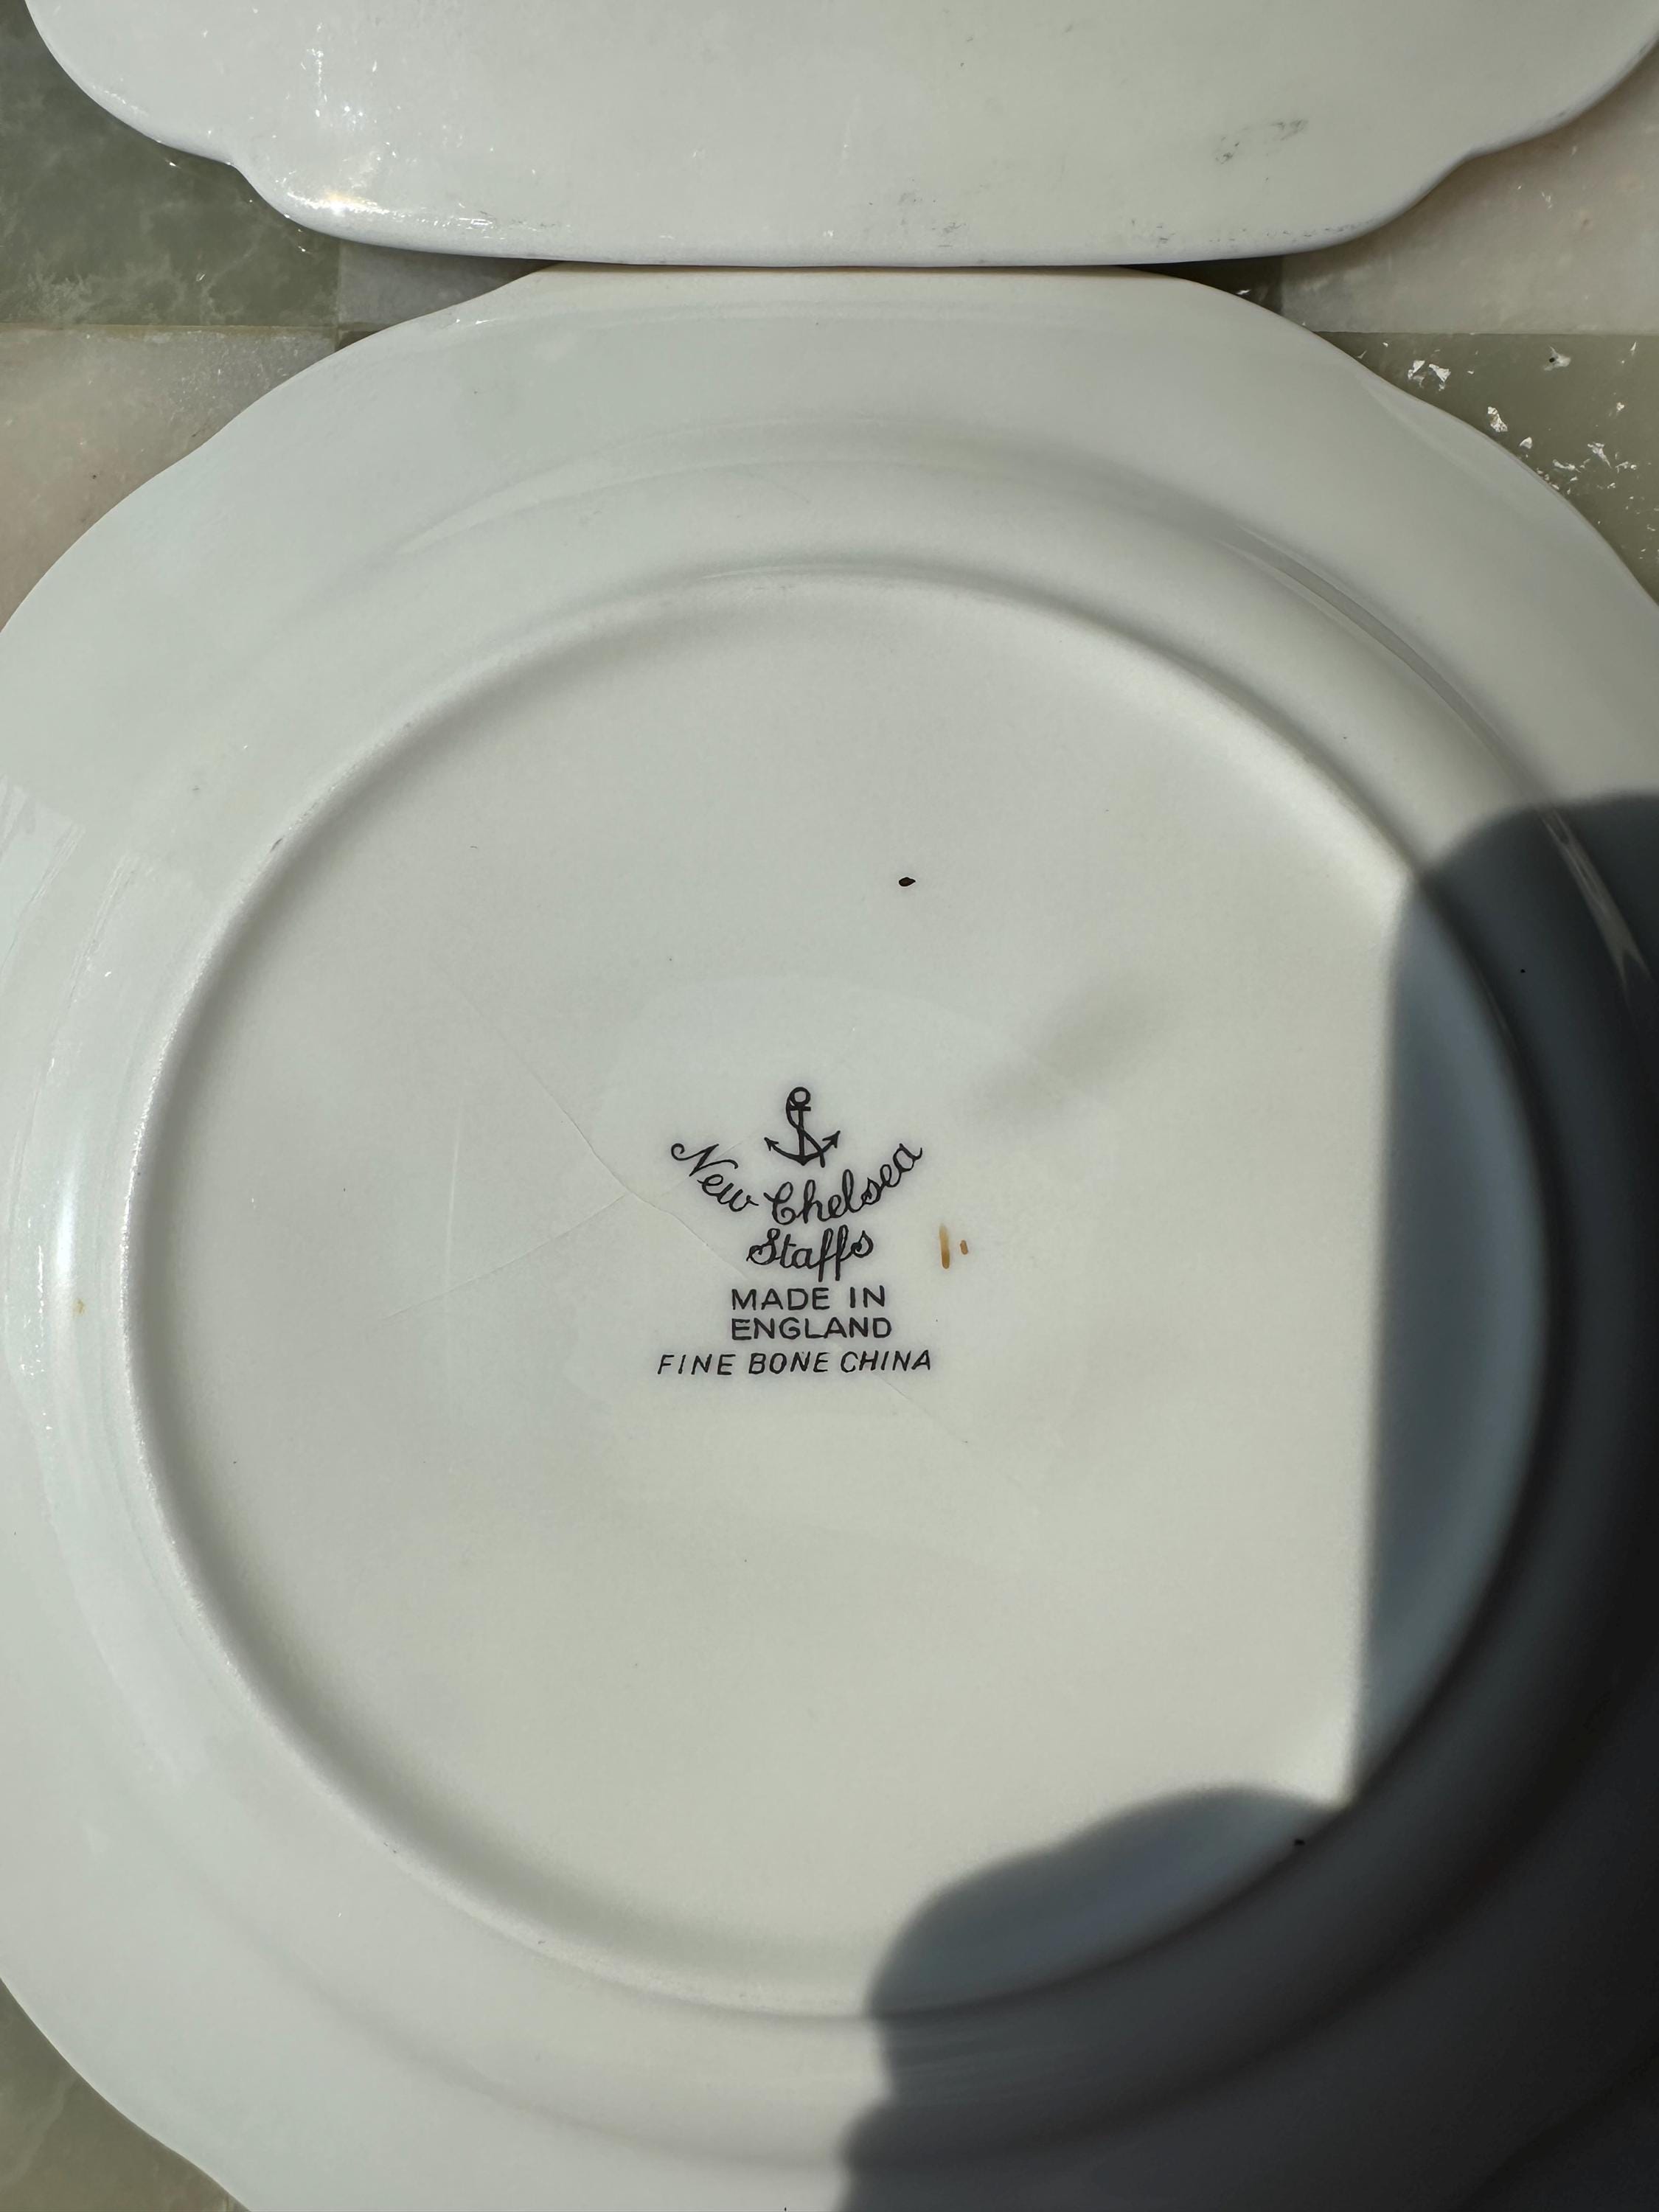 New Chelsea
Staffs
MADE IN
ENGLAND
FINE BONE CHINA